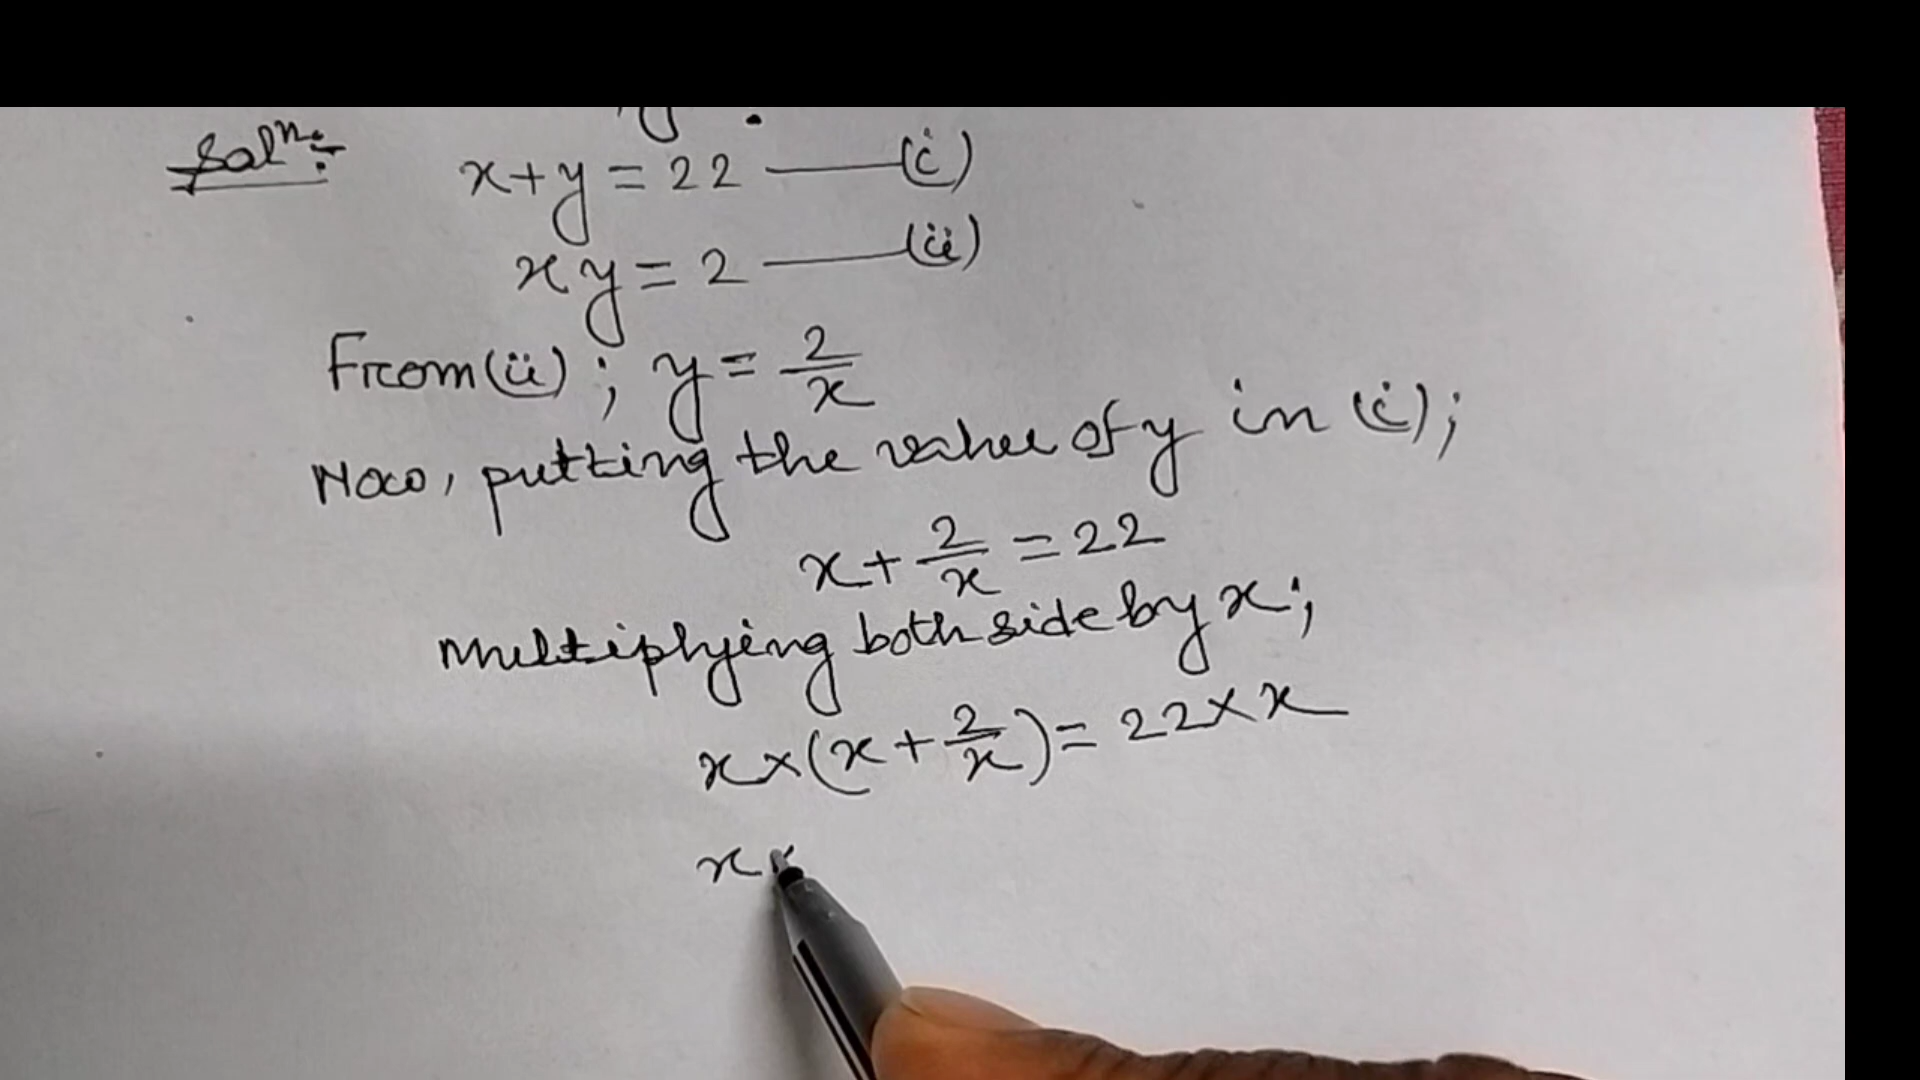 Solⁿ:-
x+y=22 ——(i)
xy=2 ——(ii)
From (ii); y=2/x
Now, putting the value of y in (i);
x+2/x=22
Multiplying both side by x;
x×(x+2/x)=22×x
x×